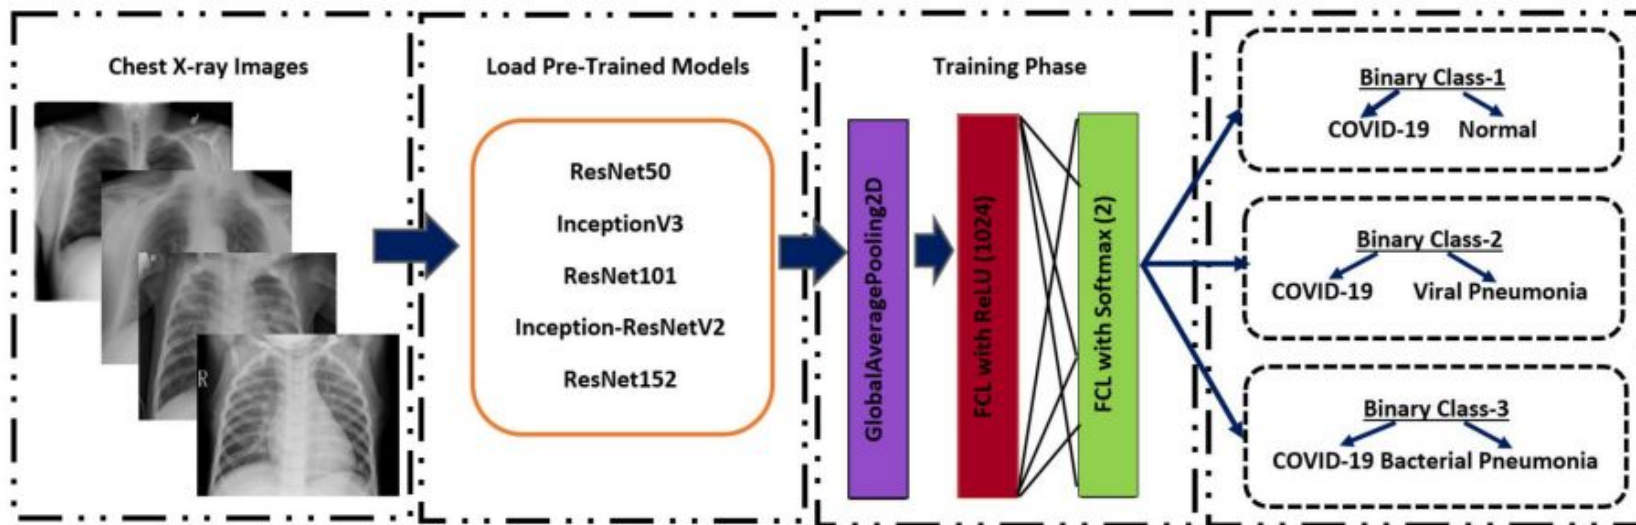 Chest X-ray Images
R
Load Pre-Trained Models
ResNet50
InceptionV3
ResNet101
Inception-ResNetV2
ResNet152
Training Phase
GlobalAveragePooling2D
FCL with ReLU (1024)
FCL with Softmax (2)
Binary Class-1
COVID-19 Normal
Binary Class-2
COVID-19 Viral Pneumonia
Binary Class-3
COVID-19 Bacterial Pneumonia